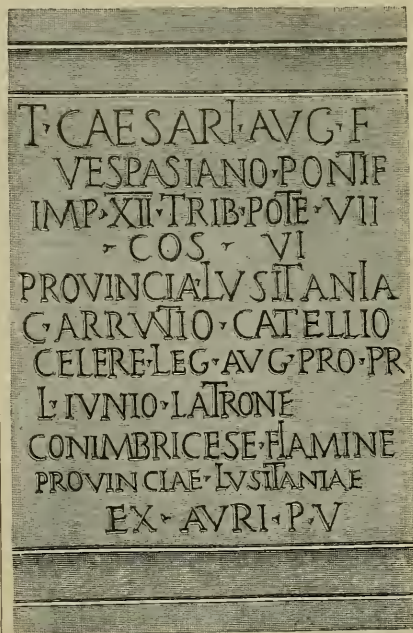 T·CAESARI·AVG·F
VESPASIANO·PONTIF
IMP·XII·TRIB·POTE·VII
COS VI
PROVINCIA·LVSITANIA
C·ARRVNTIO·CATELLIO
CELERE·LEG·AVG·PRO·PR
L·IVNIO·LATRONE
CONIMBRICESE·FLAMINE
PROVINCIAE·LVSITANIAE
EX·AVRI·P·V